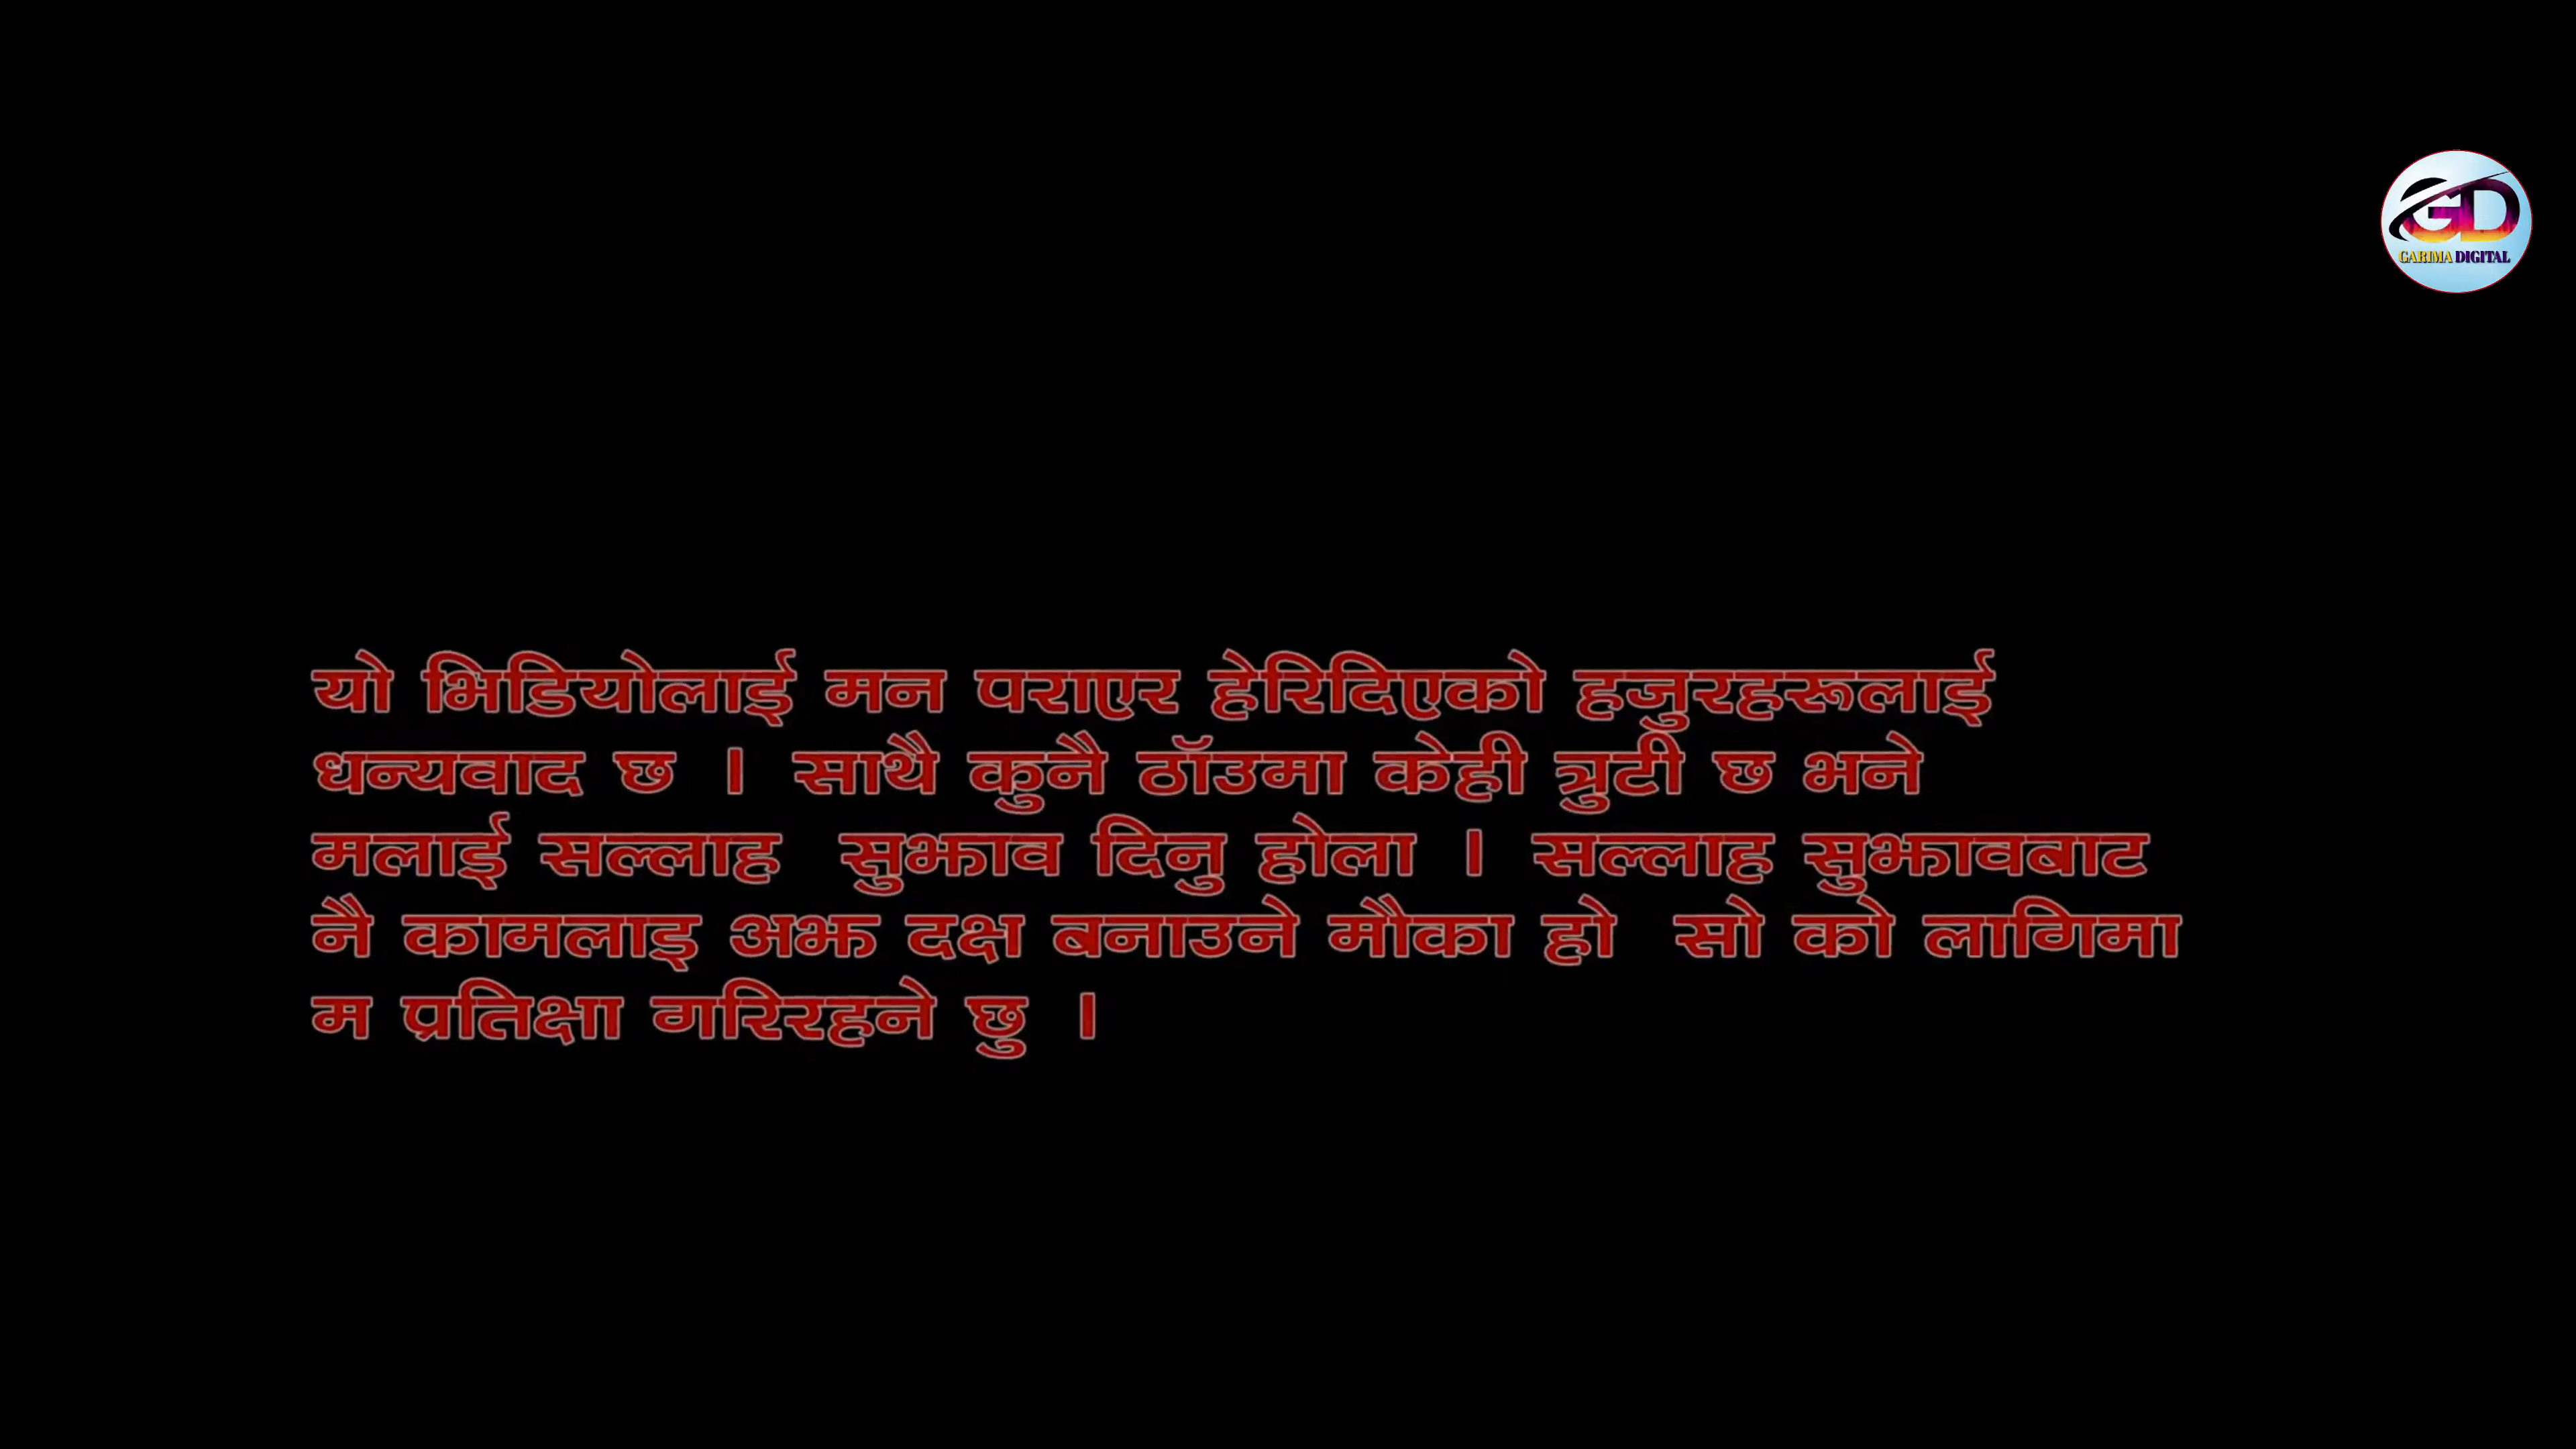 GD
GARIMA DIGITAL
यो भिडियोलाई मन पराएर हेरिदिएको हजुरहरूलाई
धन्यवाद छ । साथै कुनै ठॉउमा केही त्रुटी छ भने
मलाई सल्लाह सुझाव दिनु होला । सल्लाह सुझावबाट
नै कामलाइ अझ दक्ष बनाउने मौका हो सो को लागिमा
म प्रतिक्षा गरिरहने छु ।